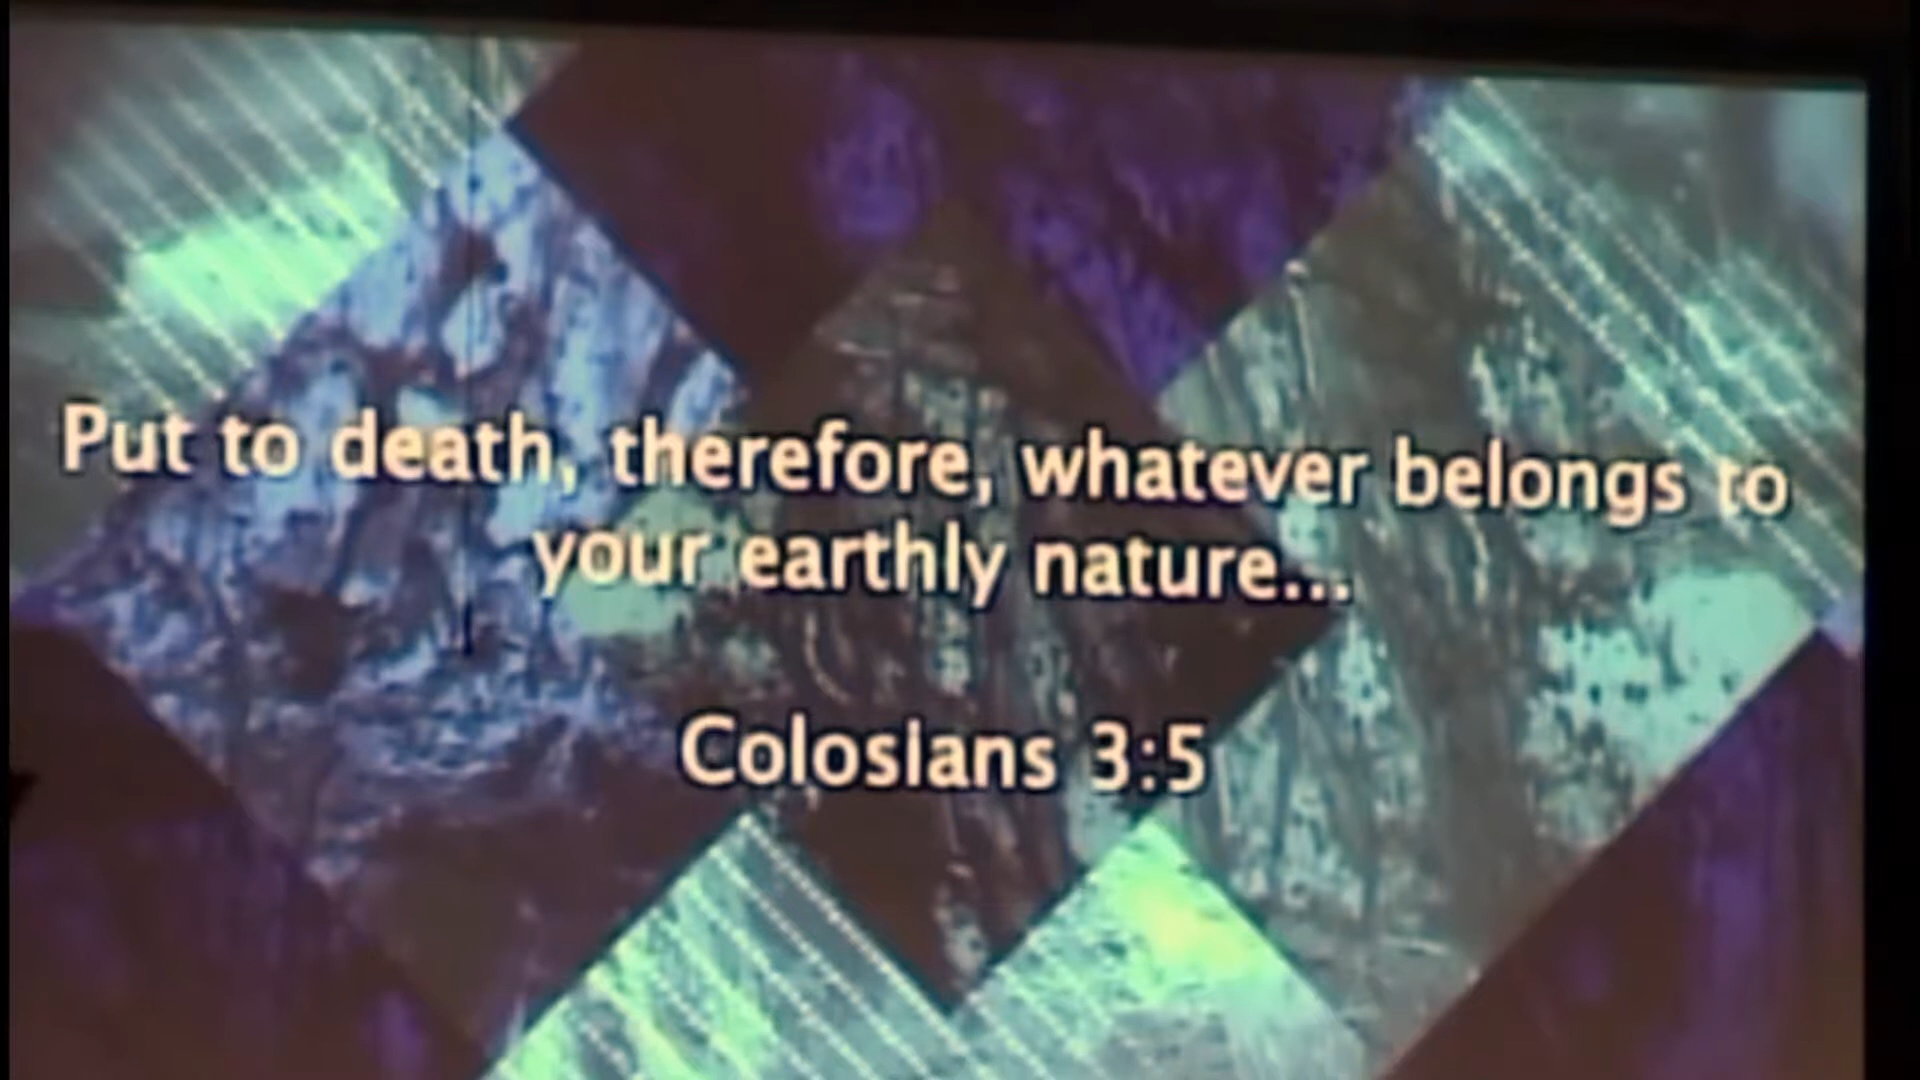 Put to death, therefore, whatever belongs to
your earthly nature...
Colosians 3:5